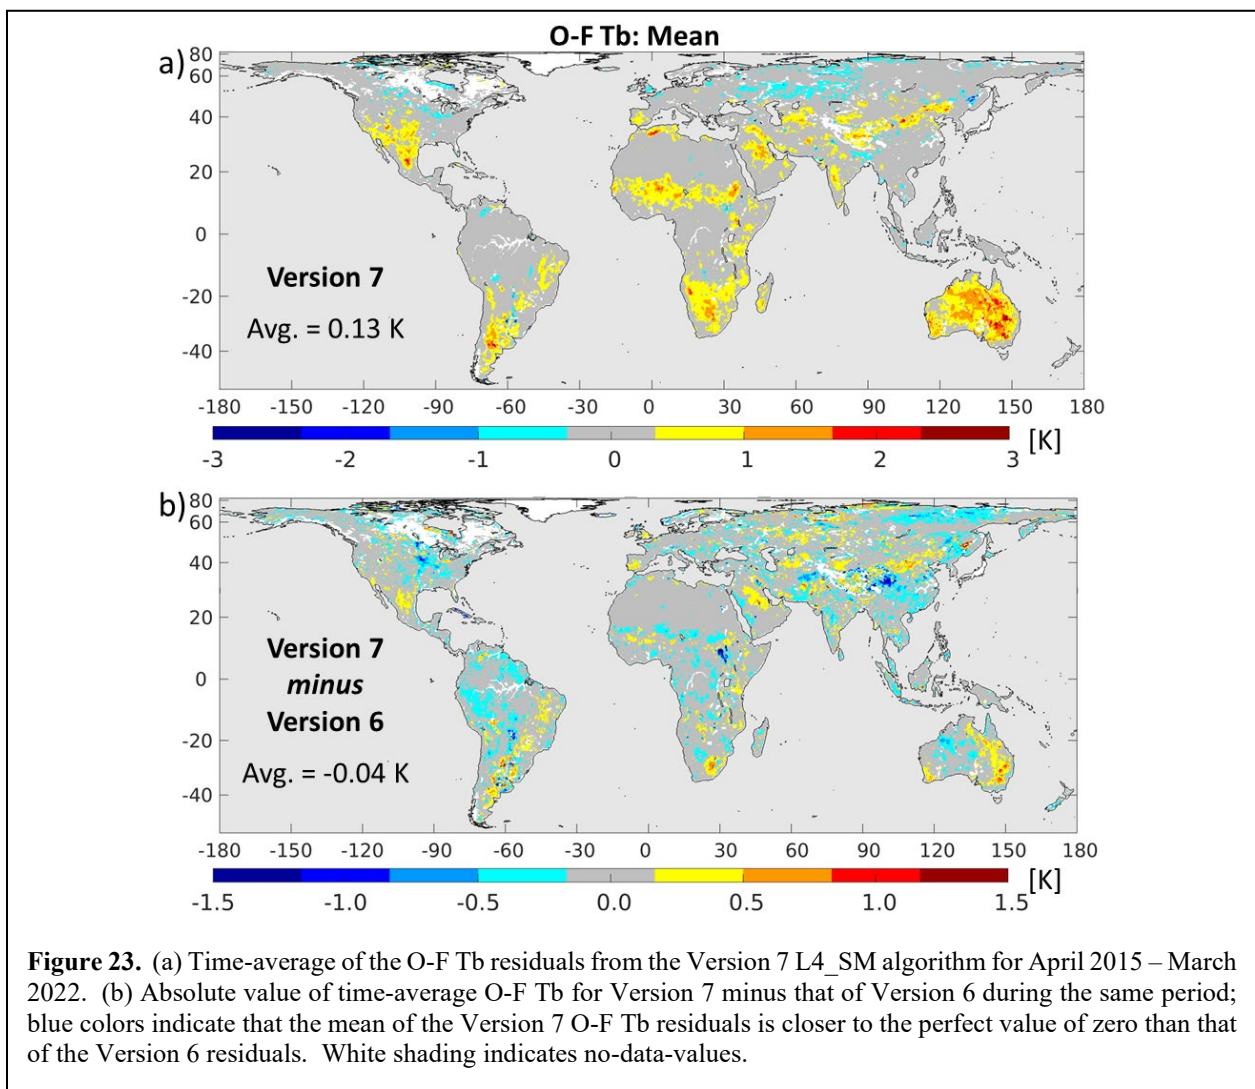 O-F Tb: Mean
a)
80
60
40
20
0
-20
-40
Version 7
Avg. = 0.13 K
-180 -150 -120 -90 -60 -30 0 30 60 90 120 150 180
[K]
-3 -2 -1 0 1 2 3
b)
80
60
40
20
0
-20
-40
Version 7
minus
Version 6
Avg. = -0.04 K
-180 -150 -120 -90 -60 -30 0 30 60 90 120 150 180
[K]
-1.5 -1.0 -0.5 0.0 0.5 1.0 1.5
Figure 23. (a) Time-average of the O-F Tb residuals from the Version 7 L4_SM algorithm for April 2015 – March
2022. (b) Absolute value of time-average O-F Tb for Version 7 minus that of Version 6 during the same period;
blue colors indicate that the mean of the Version 7 O-F Tb residuals is closer to the perfect value of zero than that
of the Version 6 residuals. White shading indicates no-data-values.